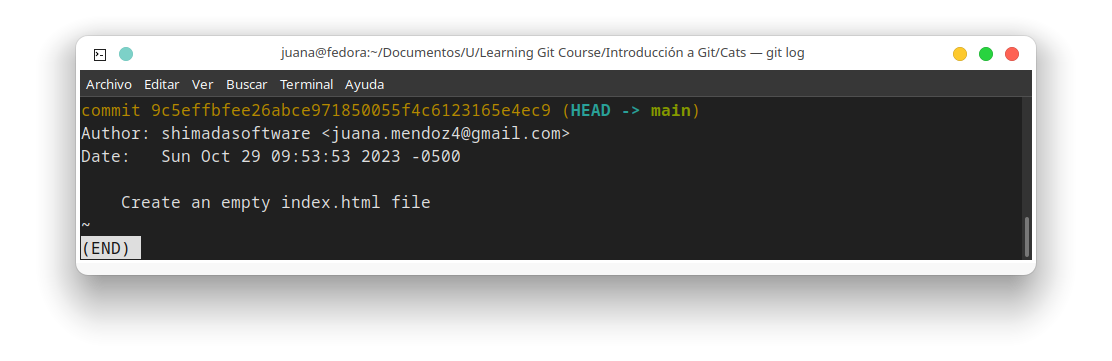 juana@fedora:~/Documentos/U/Learning Git Course/Introducción a Git/Cats — git log
Archivo Editar Ver Buscar Terminal Ayuda
commit 9c5effbfee26abce971850055f4c6123165e4ec9 (HEAD -> main)
Author: shimadasoftware <juana.mendoz4@gmail.com>
Date:   Sun Oct 29 09:53:53 2023 -0500
    Create an empty index.html file
~
(END)